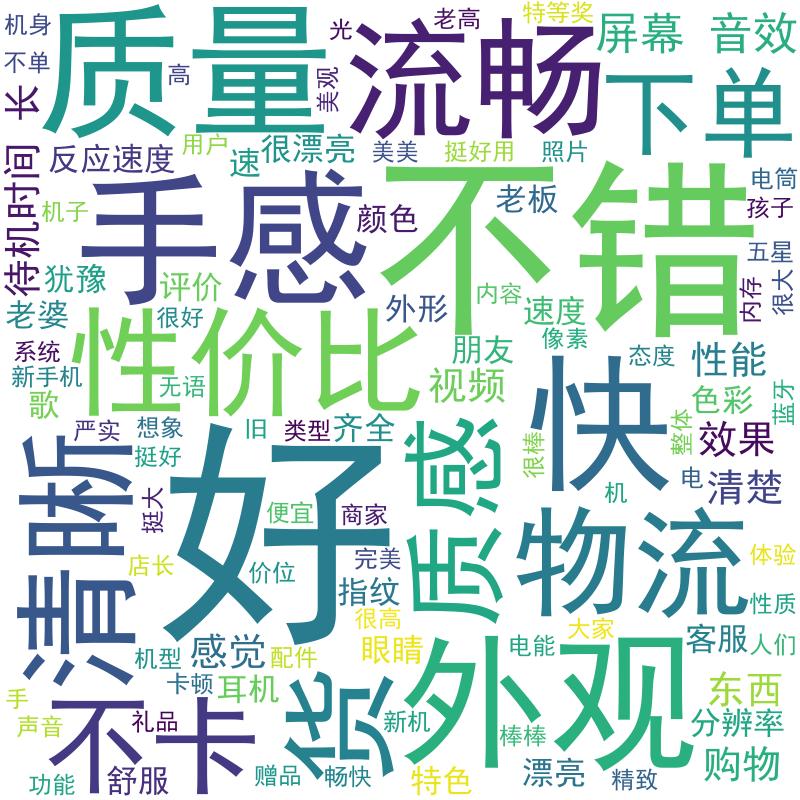 机身
质量
光
老高
特等奖
屏幕
音效
不单
高
美观
流畅
下单
长
反应速度
用户
速
很漂亮
美美
挺好用
照片
电筒
待机时间
机子
手感
颜色
不错
老板
孩子
犹豫
评价
外形
内容
速度
内存
五星
很大星
老婆
很好
性价比
像素
系统
新手机
无语
朋友
态度
性能
歌
视频
色彩
蓝牙
严实
想象
旧
类型
齐全
质感
快
很棒
整体
效果
清晰
挺好
好
机
电
清楚
挺大
便宜
商家
物流
店长
价位
完美
指纹
体验
很高
性质
机型
感觉
配件
眼睛
外观
电能
大家
客服
人们
手
卡顿
耳机
货
东西
声音
不卡
礼品
新机
棒棒
分辨率
功能
舒服
赠品
畅快
特色
漂亮
精致
购物